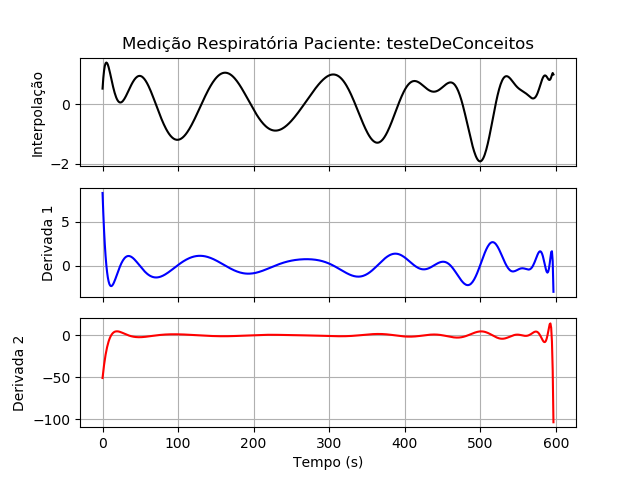 Medição Respiratória Paciente: testeDeConceitos
Interpolação
0
−2
Derivada 1
5
0
Derivada 2
0
−50
−100
0 100 200 300 400 500 600
Tempo (s)